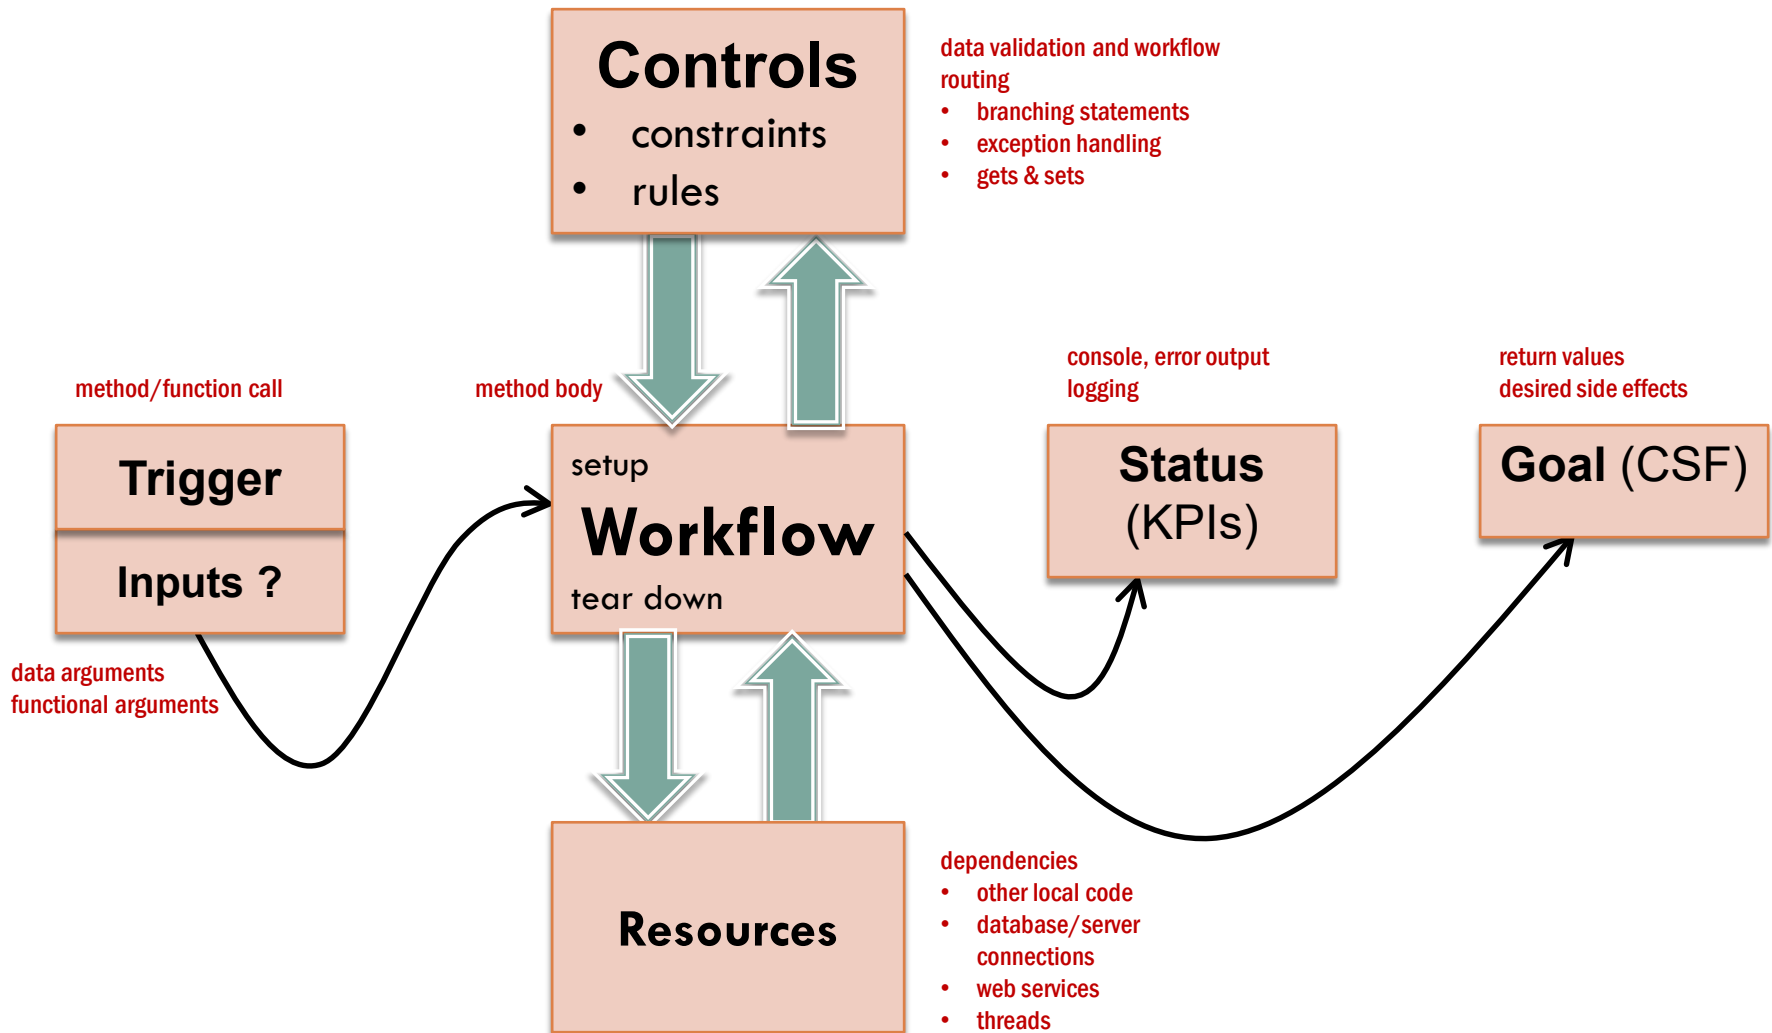 Controls
• constraints
• rules
data validation and workflow
routing
• branching statements
• exception handling
• gets & sets
method/function call
Trigger
Inputs ?
data arguments
functional arguments
method body
setup
Workflow
tear down
console, error output
logging
Status
(KPIs)
return values
desired side effects
Goal (CSF)
Resources
dependencies
• other local code
• database/server
connections
• web services
• threads